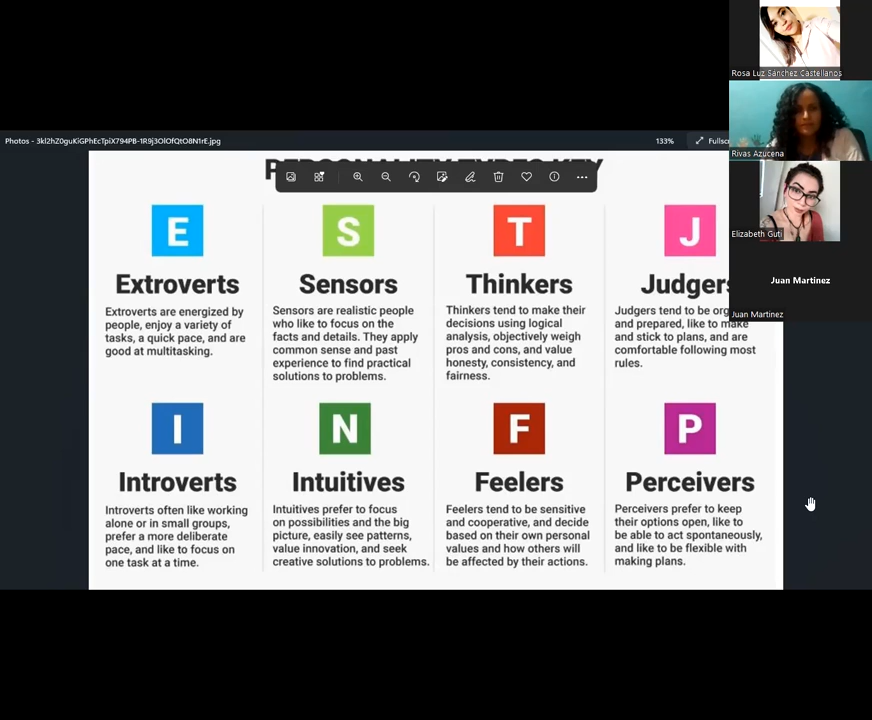 Rosa Luz Sánchez Castellanos
Rivas Azucena
Elizabeth Guti
Juan Martinez
Juan Martinez
Photos - 3kl2hZ0guKiGPhEcTpiX794PB-1R9j3OlOfQtO8N1rE.jpg
133%
PERSONALITY TYPES KEY
E
Extroverts
Extroverts are energized by
people, enjoy a variety of
tasks, a quick pace, and are
good at multitasking.
S
Sensors
Sensors are realistic people
who like to focus on the
facts and details. They apply
common sense and past
experience to find practical
solutions to problems.
T
Thinkers
Thinkers tend to make their
decisions using logical
analysis, objectively weigh
pros and cons, and value
honesty, consistency, and
fairness.
J
Judgers
Judgers tend to be
and prepared, like to make
and stick to plans, and are
comfortable following most
rules.
I
Introverts
Introverts often like working
alone or in small groups,
prefer a more deliberate
pace, and like to focus on
one task at a time.
N
Intuitives
Intuitives prefer to focus
on possibilities and the big
picture, easily see patterns,
value innovation, and seek
creative solutions to problems.
F
Feelers
Feelers tend to be sensitive
and cooperative, and decide
based on their own personal
values and how others will
be affected by their actions.
P
Perceivers
Perceivers prefer to keep
their options open, like to
be able to act spontaneously,
and like to be flexible with
making plans.